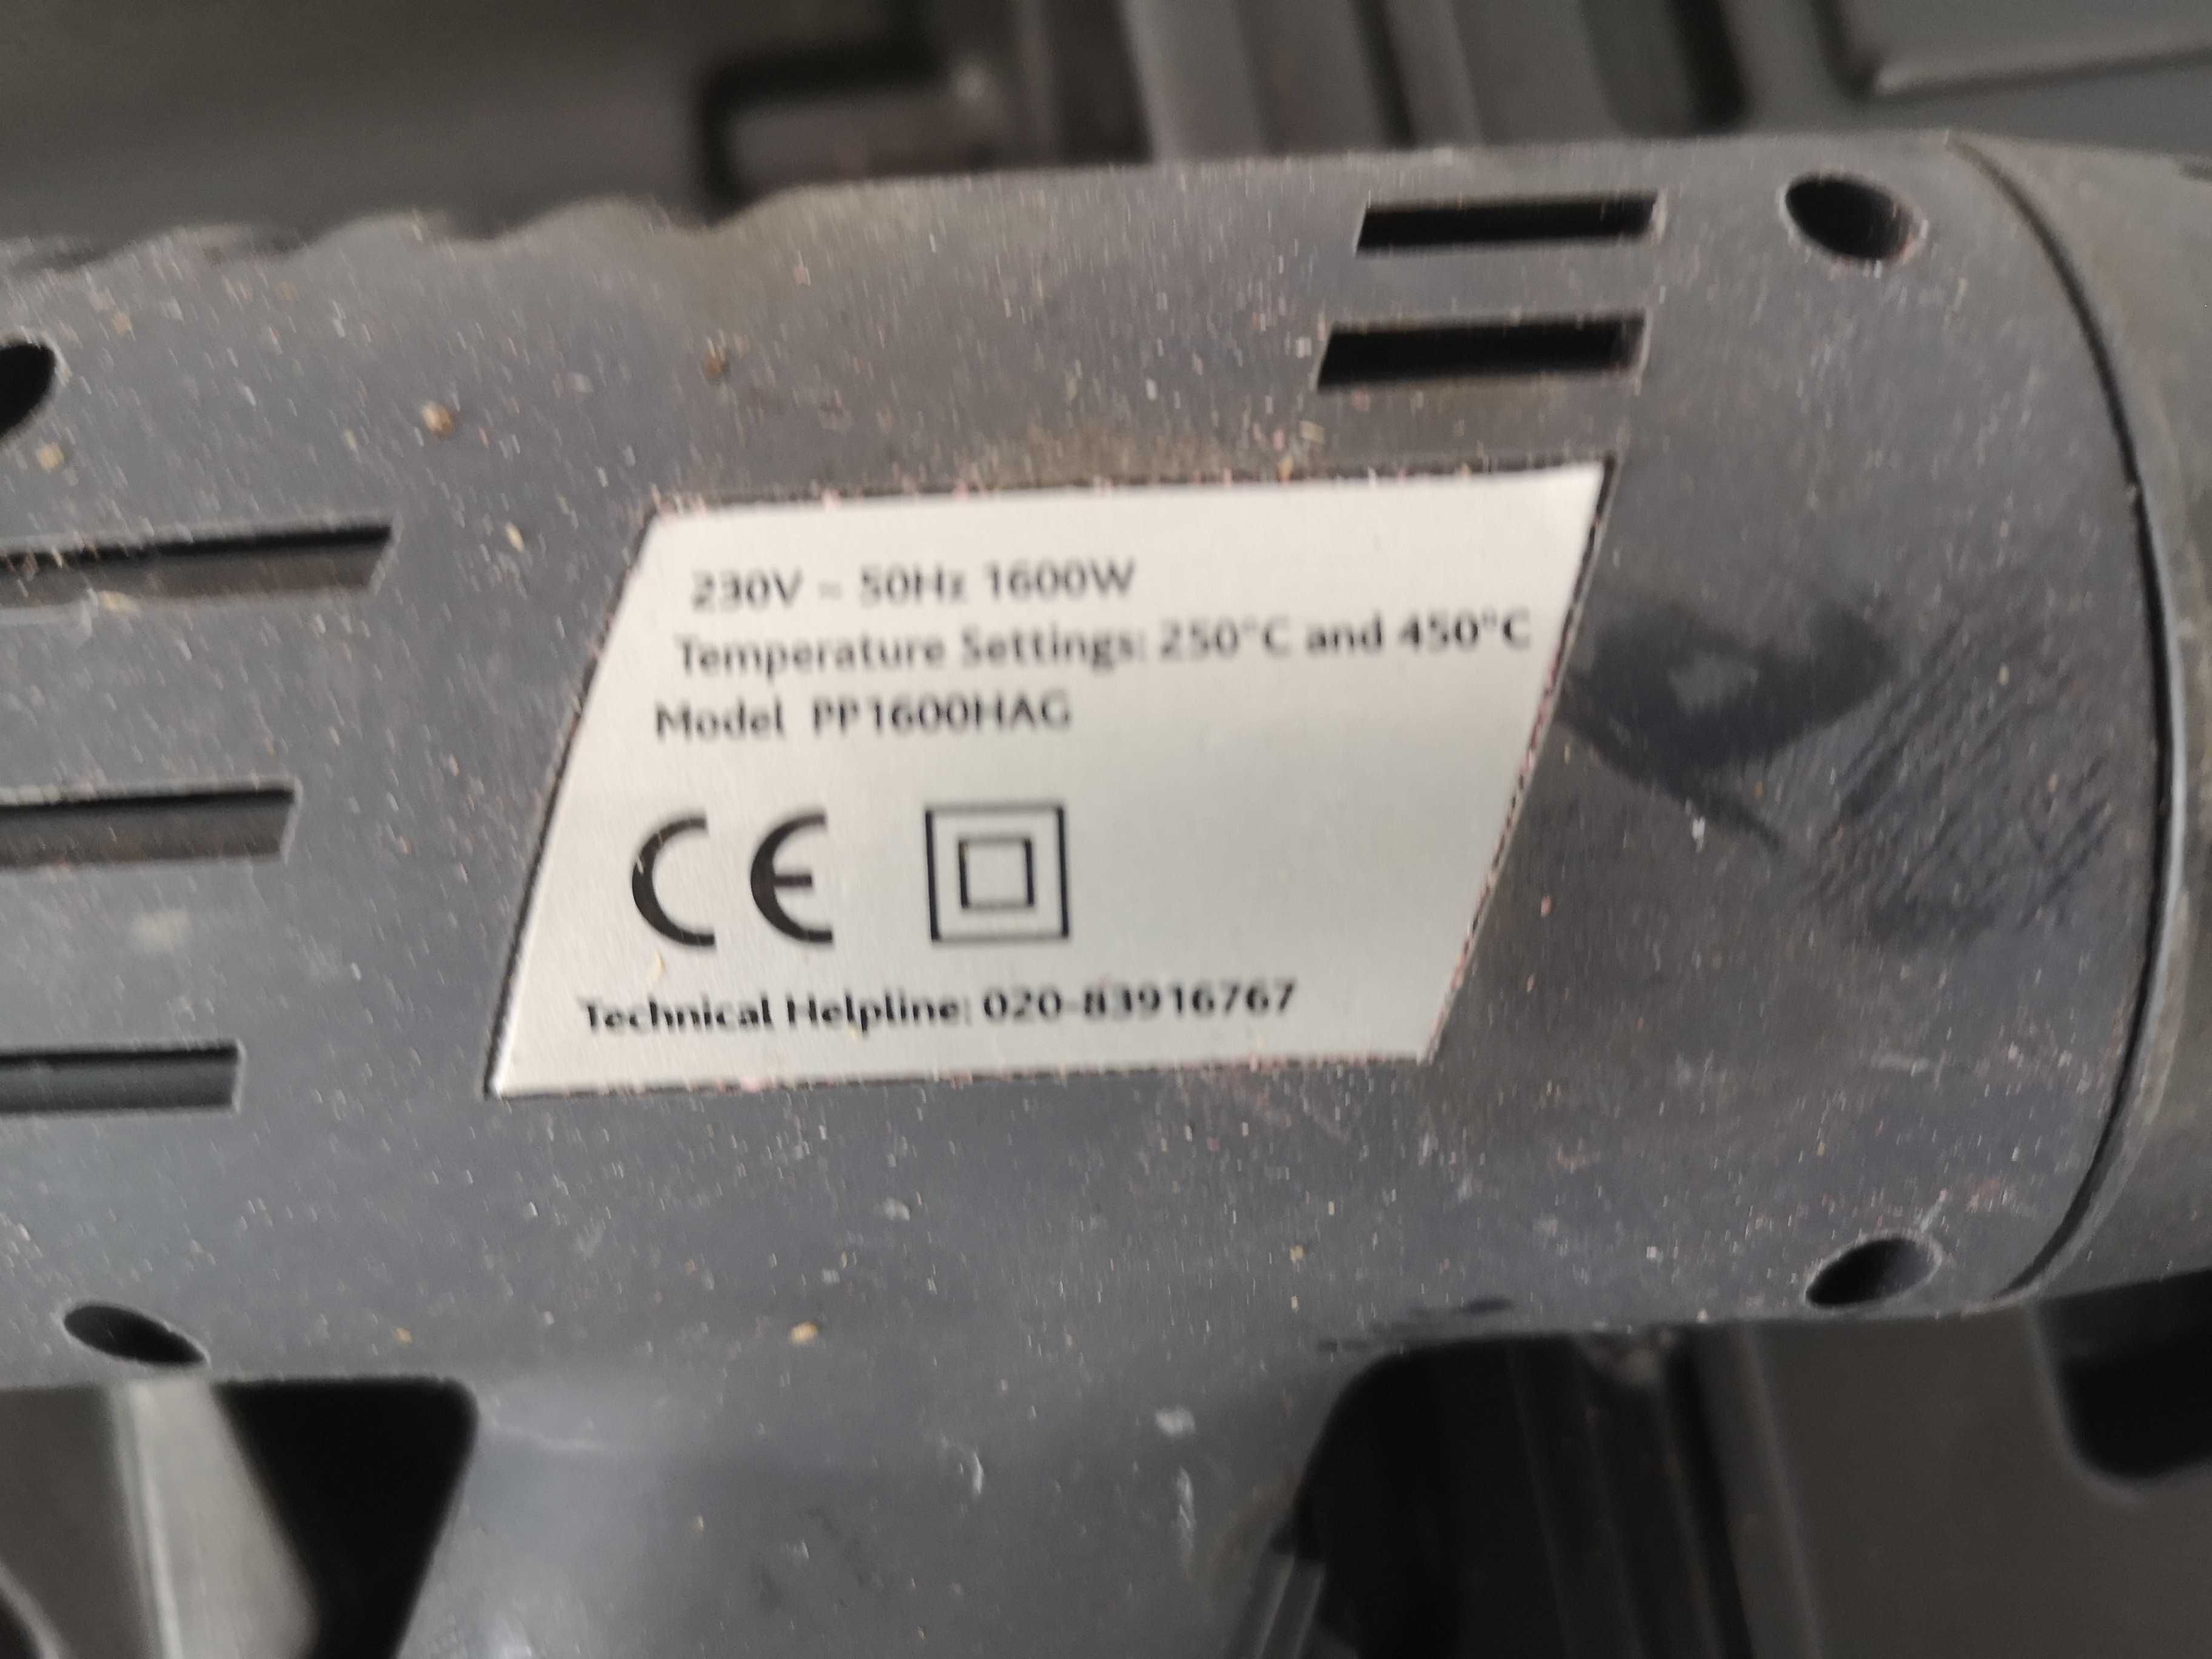 230V ~ 50Hz 1600W
Temperature Settings: 250°C and 450°C
Model PP1600HAG
CE
Technical Helpline: 020-83916767